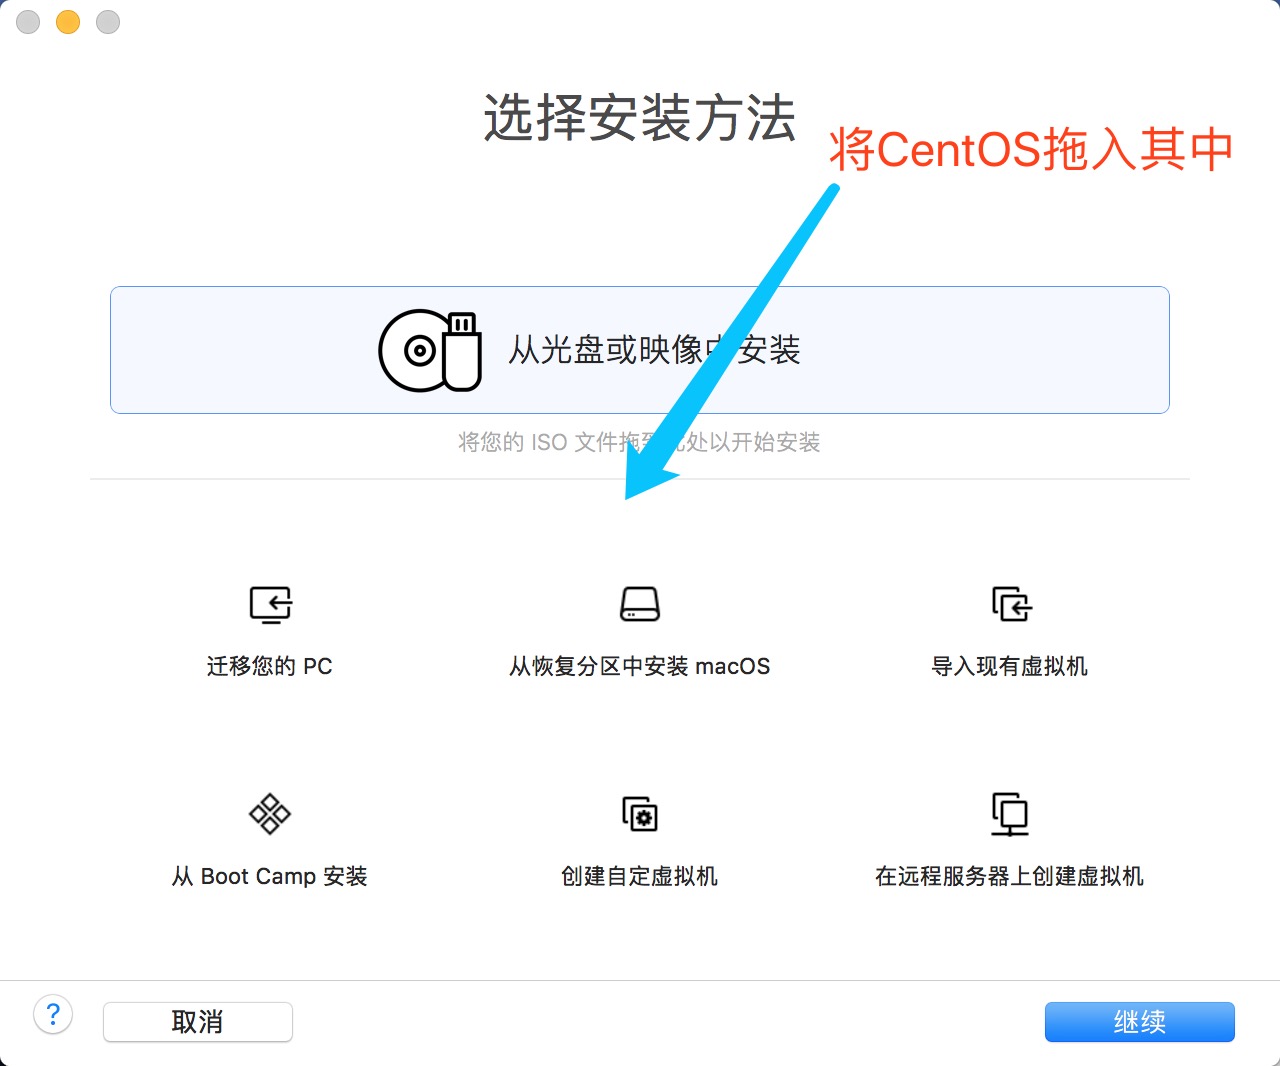 选择安装方法
将CentOS拖入其中
从光盘或映像中安装
将您的 ISO 文件拖到此处以开始安装
迁移您的 PC
从恢复分区中安装 macOS
导入现有虚拟机
从 Boot Camp 安装
创建自定虚拟机
在远程服务器上创建虚拟机
?
取消
继续